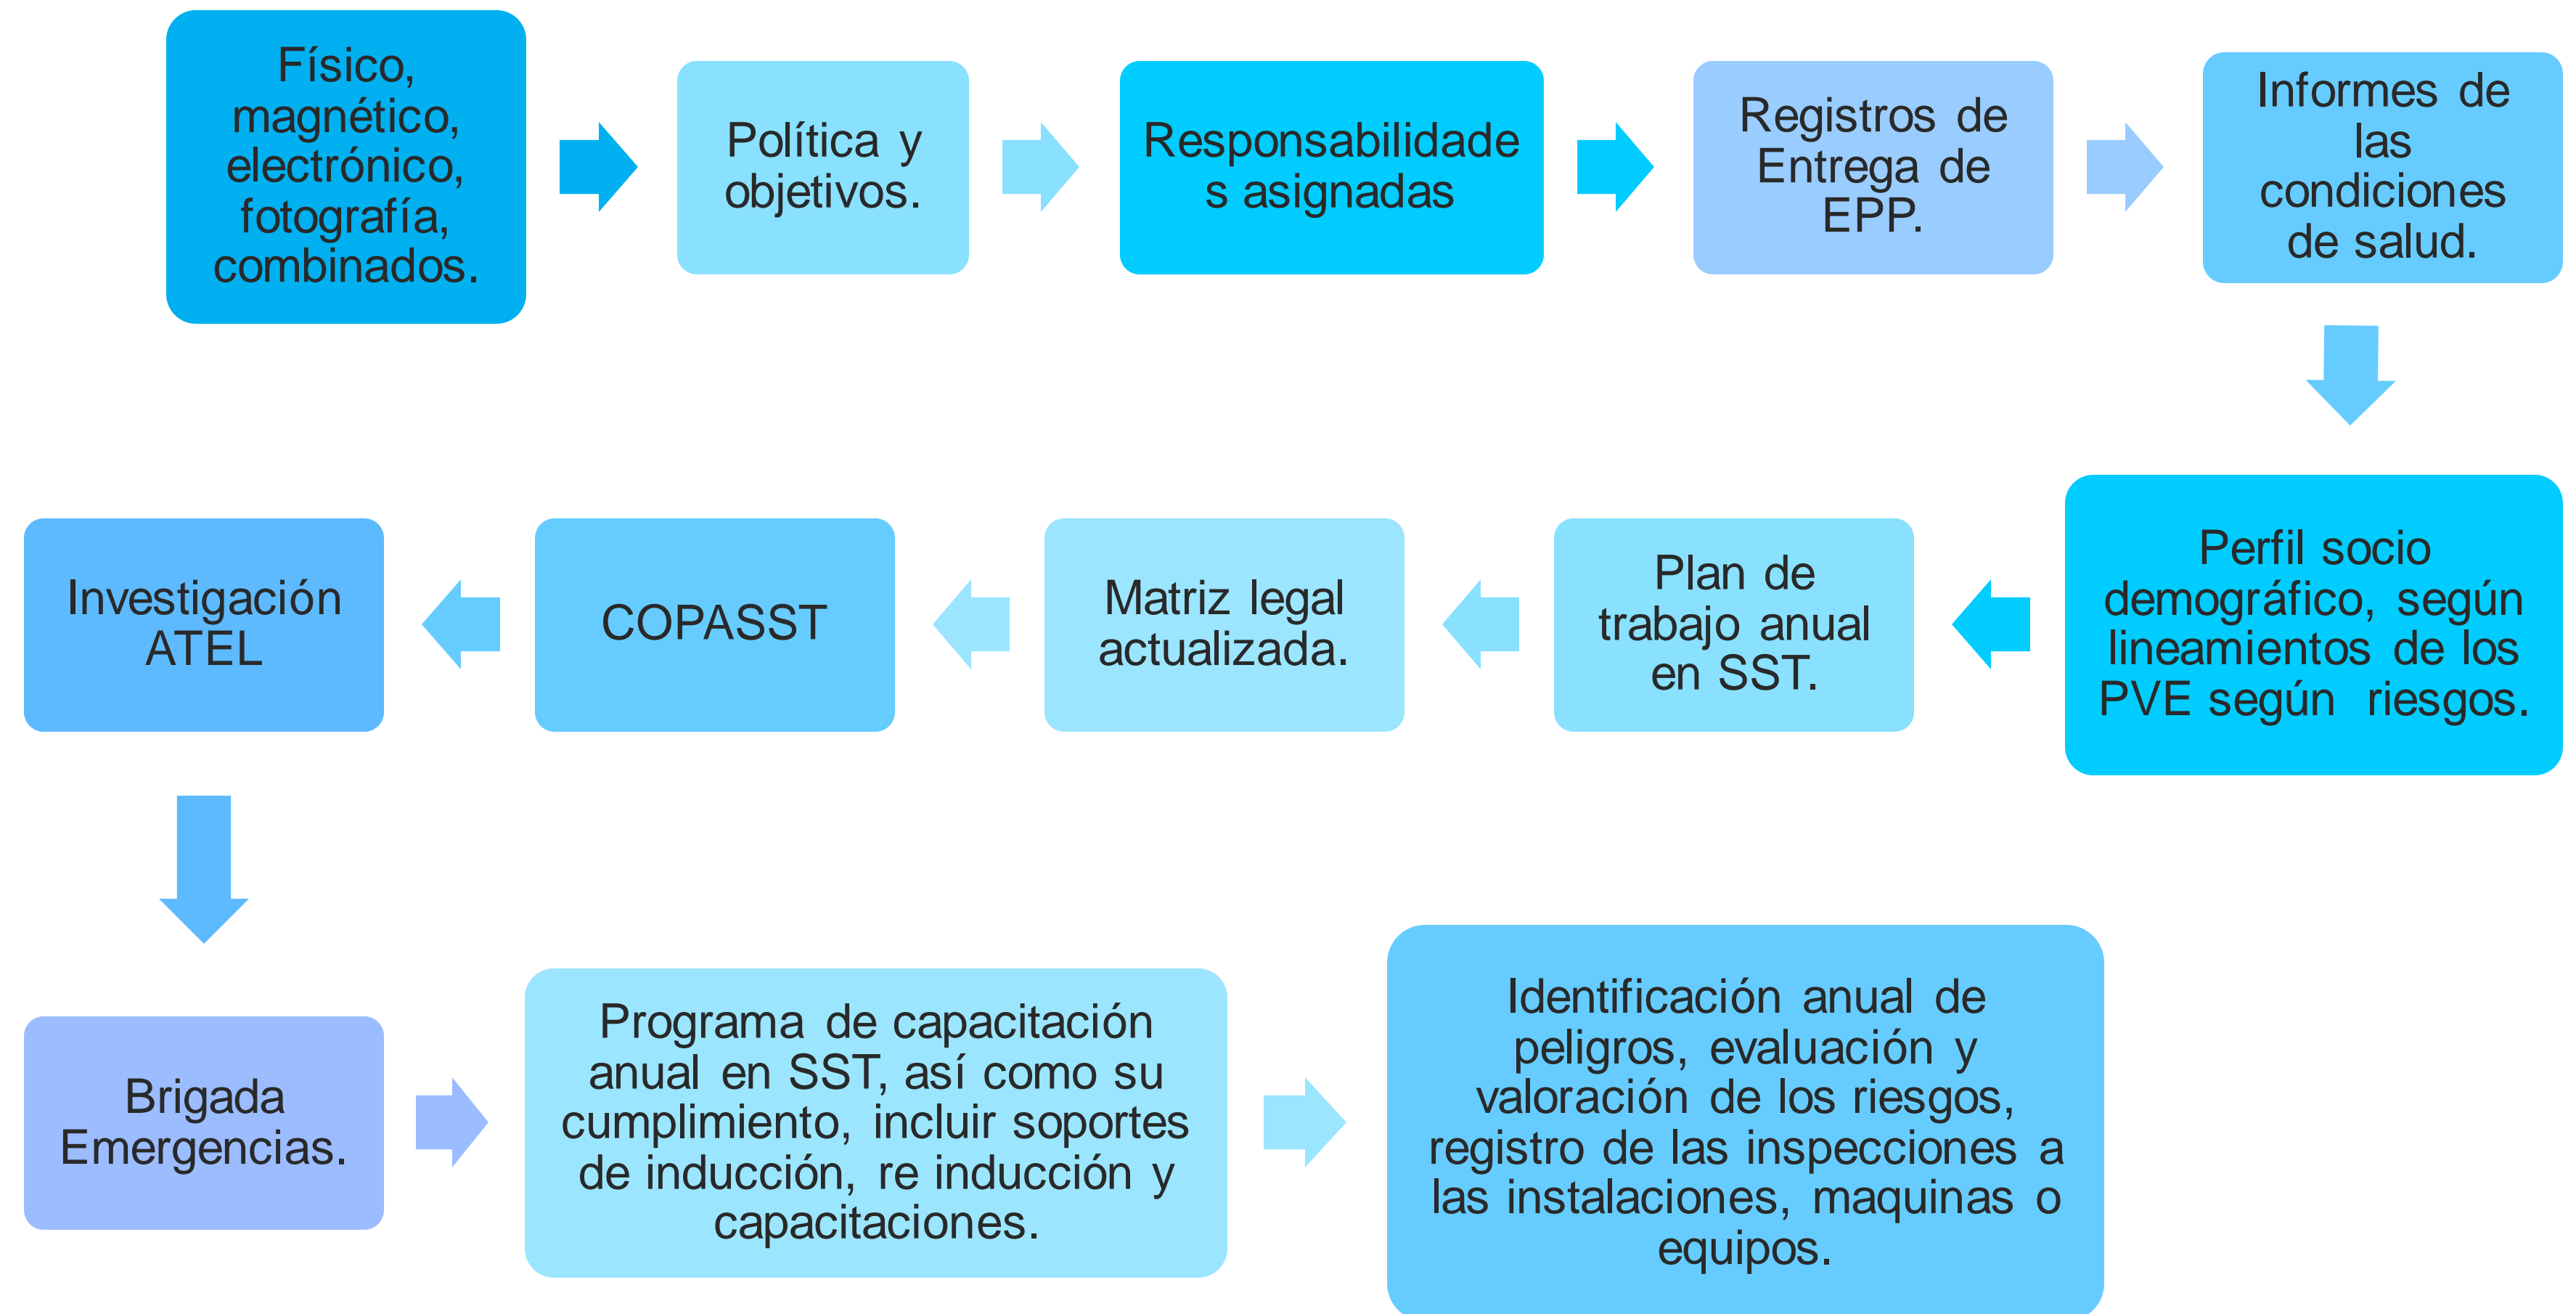 Físico,
magnético,
electrónico,
fotografía,
combinados.
Política y
objetivos.
Responsabilidade
s asignadas
Registros de
Entrega de
EPP.
Informes de
las
condiciones
de salud.
Perfil socio
demográfico, según
lineamientos de los
PVE según riesgos.
Plan de
trabajo anual
en SST.
Matriz legal
actualizada.
COPASST
Investigación
ATEL
Brigada
Emergencias.
Programa de capacitación
anual en SST, así como su
cumplimiento, incluir soportes
de inducción, re inducción y
capacitaciones.
Identificación anual de
peligros, evaluación y
valoración de los riesgos,
registro de las inspecciones a
las instalaciones, maquinas o
equipos.